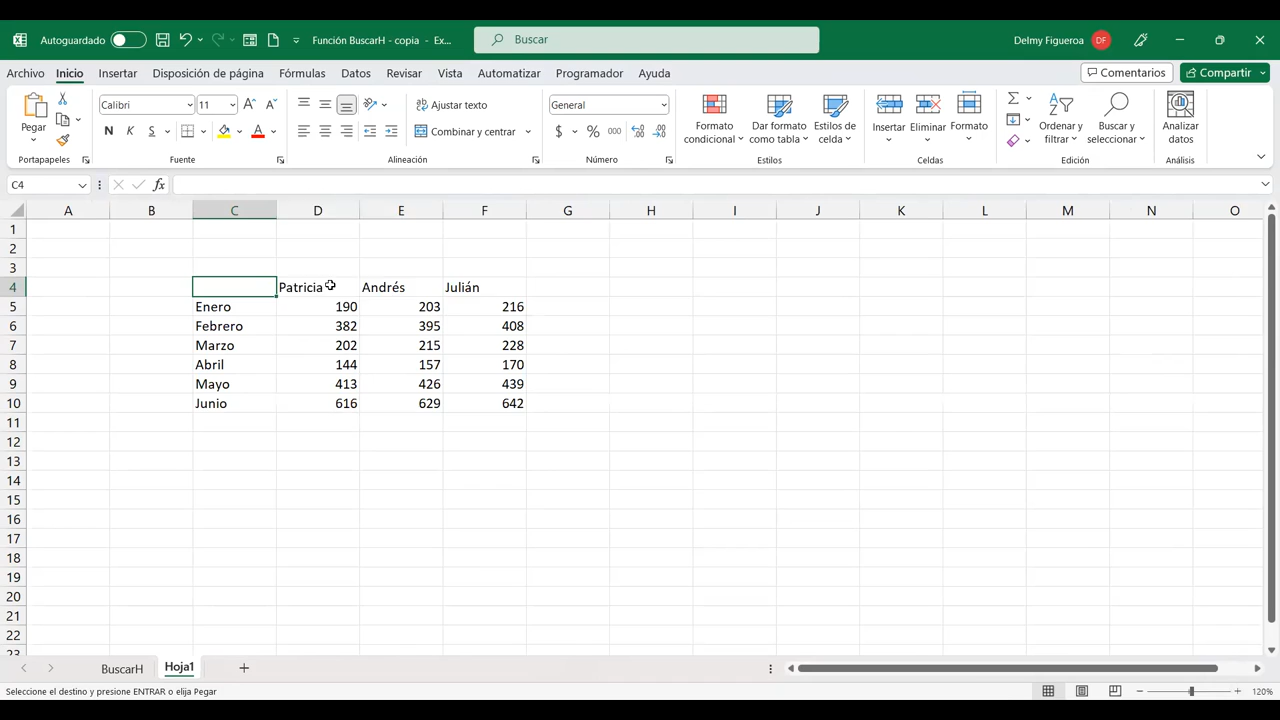 Autoguardado
Función BuscarH - copia - Ex...
Buscar
Delmy Figueroa
DF
Archivo Inicio Insertar Disposición de página Fórmulas Datos Revisar Vista Automatizar Programador Ayuda
Comentarios
Compartir
Pegar
Portapapeles
Calibri
11
N K S
Fuente
Ajustar texto
Combinar y centrar
Alineación
General
$ % 000
Número
Formato condicional
Dar formato como tabla
Estilos de celda
Estilos
Insertar
Eliminar
Formato
Celdas
Ordenar y filtrar
Buscar y seleccionar
Edición
Analizar datos
Análisis
C4
fx
A B C D E F G H I J K L M N O
1
2
3
4 Patricia Andrés Julián
5 Enero 190 203 216
6 Febrero 382 395 408
7 Marzo 202 215 228
8 Abril 144 157 170
9 Mayo 413 426 439
10 Junio 616 629 642
11
12
13
14
15
16
17
18
19
20
21
22
23
BuscarH Hoja1
Seleccione el destino y presione ENTRAR o elija Pegar
120%